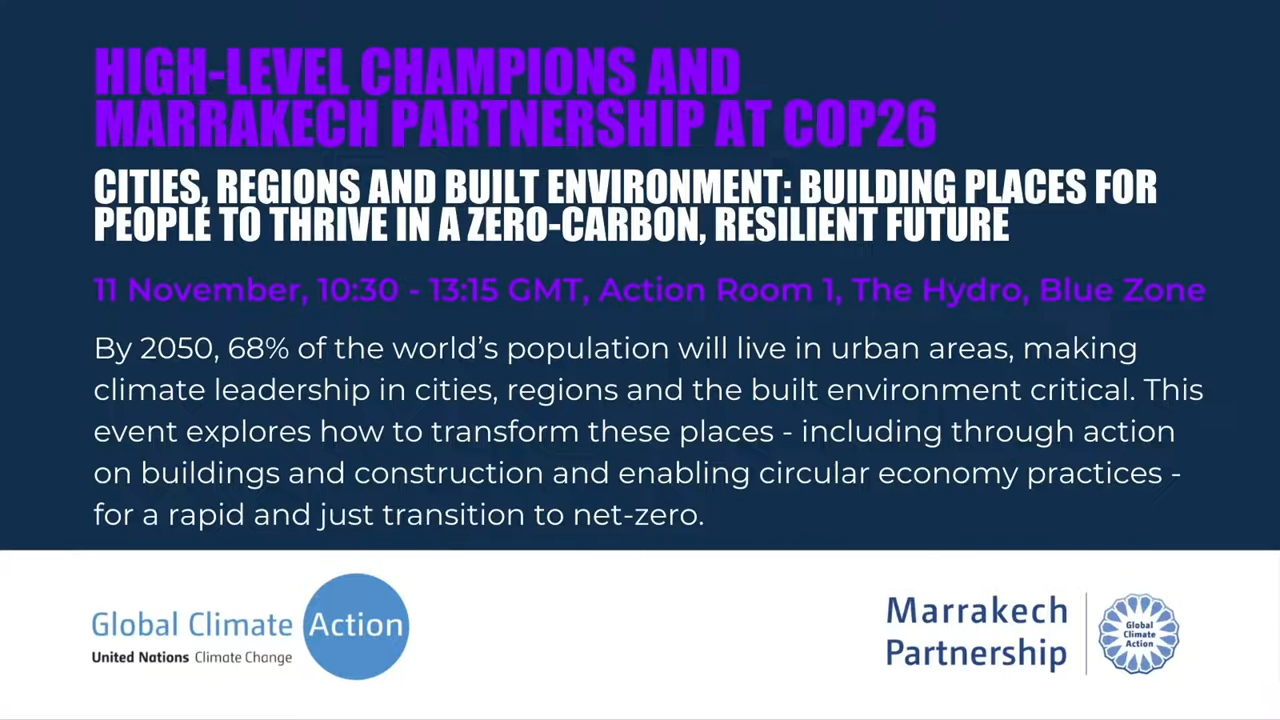 HIGH-LEVEL CHAMPIONS AND
MARRAKECH PARTNERSHIP AT COP26
CITIES, REGIONS AND BUILT ENVIRONMENT: BUILDING PLACES FOR
PEOPLE TO THRIVE IN A ZERO-CARBON, RESILIENT FUTURE
11 November, 10:30 - 13:15 GMT, Action Room 1, The Hydro, Blue Zone
By 2050, 68% of the world’s population will live in urban areas, making
climate leadership in cities, regions and the built environment critical. This
event explores how to transform these places - including through action
on buildings and construction and enabling circular economy practices -
for a rapid and just transition to net-zero.
Global Climate Action
United Nations Climate Change
Marrakech
Partnership
Global
Climate
Action